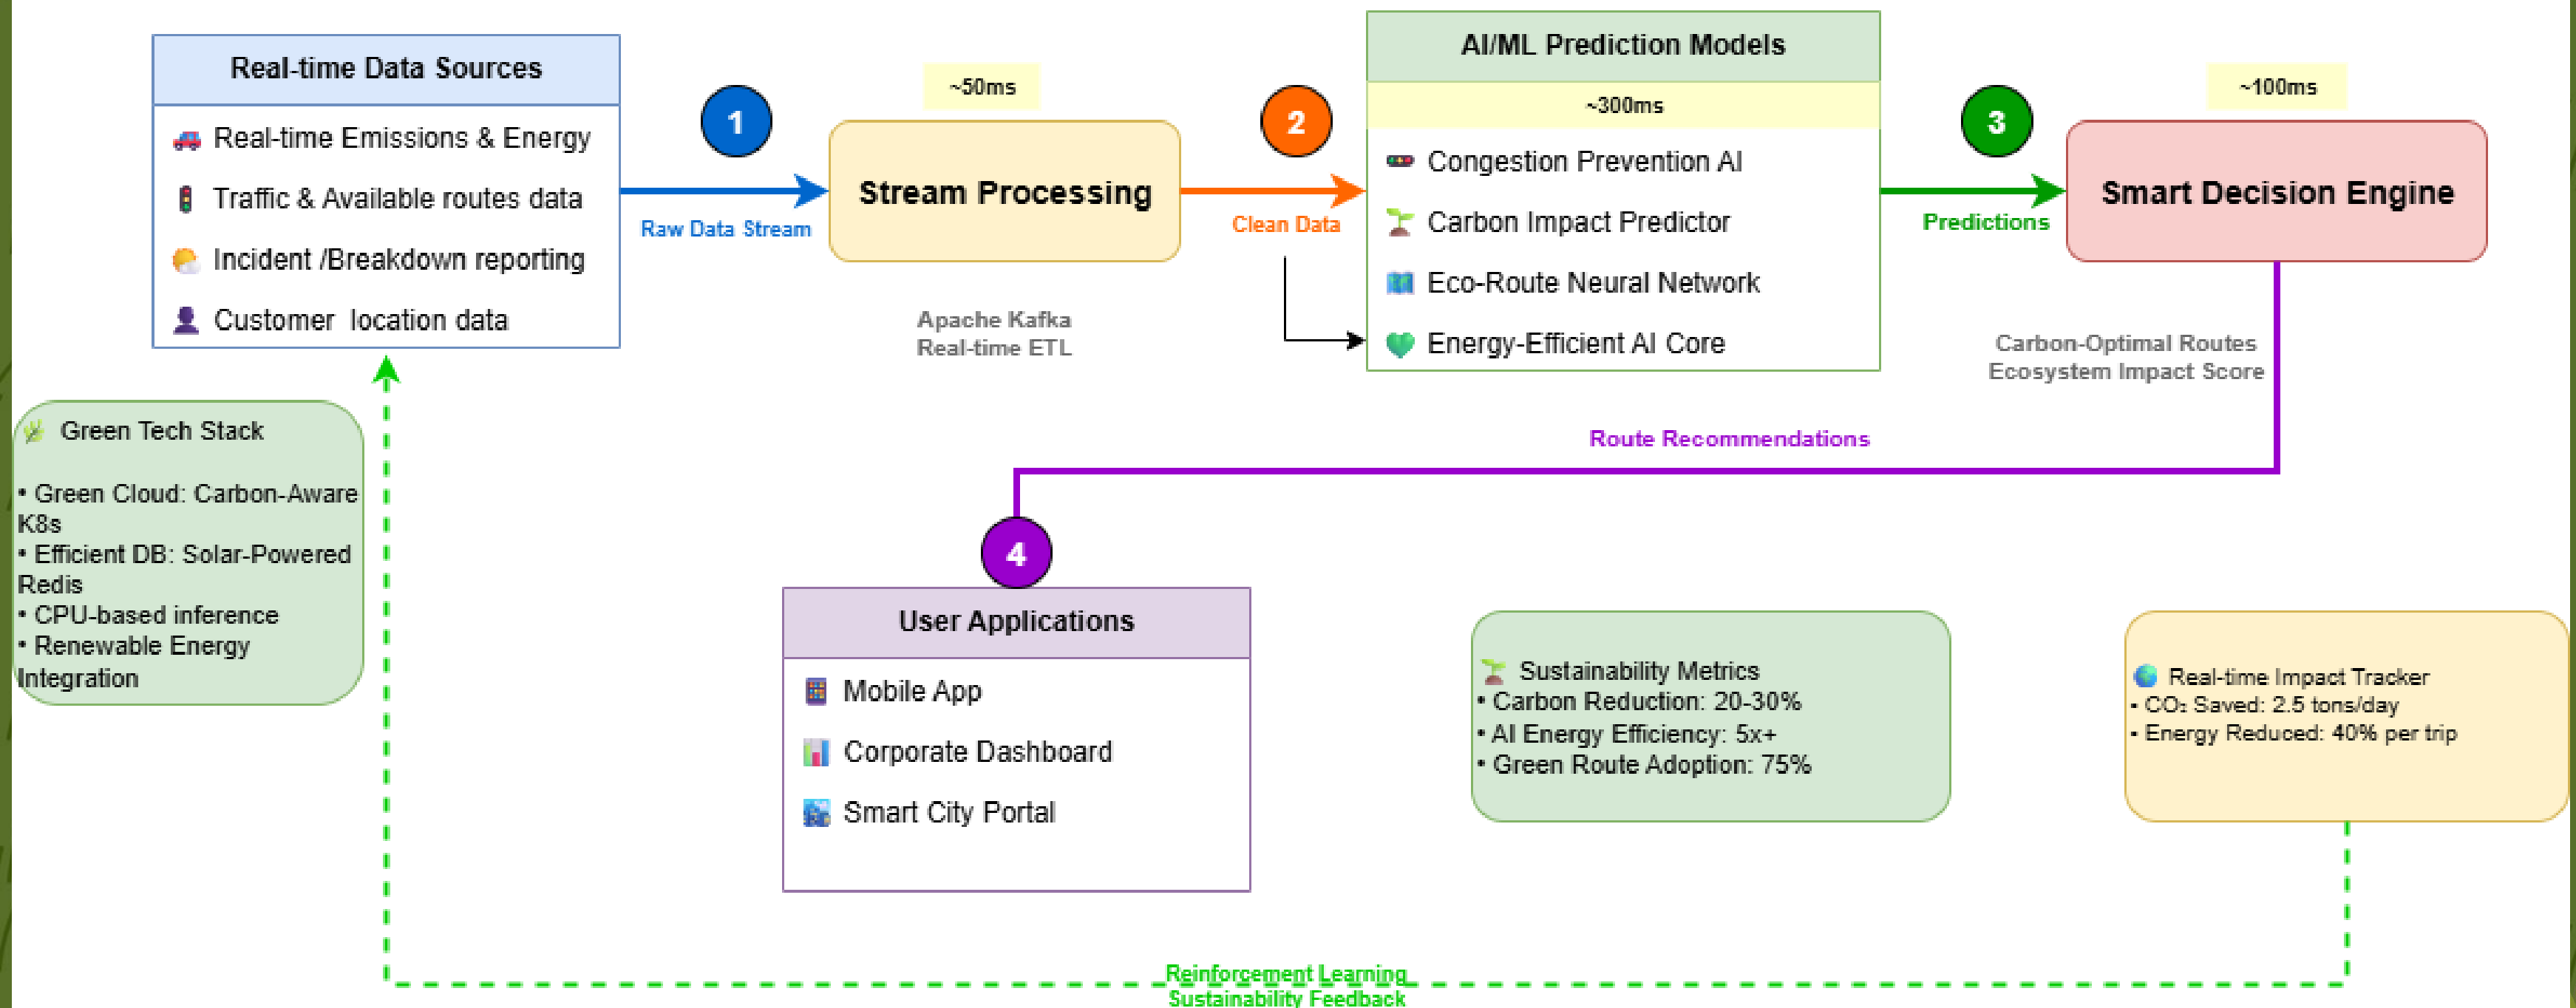 Real-time Data Sources
Real-time Emissions & Energy
Traffic & Available routes data
Incident /Breakdown reporting
Customer location data
1
Raw Data Stream
~50ms
Stream Processing
Apache Kafka
Real-time ETL
2
Clean Data
AI/ML Prediction Models
~300ms
Congestion Prevention AI
Carbon Impact Predictor
Eco-Route Neural Network
Energy-Efficient AI Core
3
Predictions
~100ms
Smart Decision Engine
Carbon-Optimal Routes
Ecosystem Impact Score
Route Recommendations
Green Tech Stack
• Green Cloud: Carbon-Aware
K8s
• Efficient DB: Solar-Powered
Redis
• CPU-based inference
• Renewable Energy
Integration
4
User Applications
Mobile App
Corporate Dashboard
Smart City Portal
Sustainability Metrics
• Carbon Reduction: 20-30%
• AI Energy Efficiency: 5x+
• Green Route Adoption: 75%
Real-time Impact Tracker
• CO₂ Saved: 2.5 tons/day
• Energy Reduced: 40% per trip
Reinforcement Learning
Sustainability Feedback